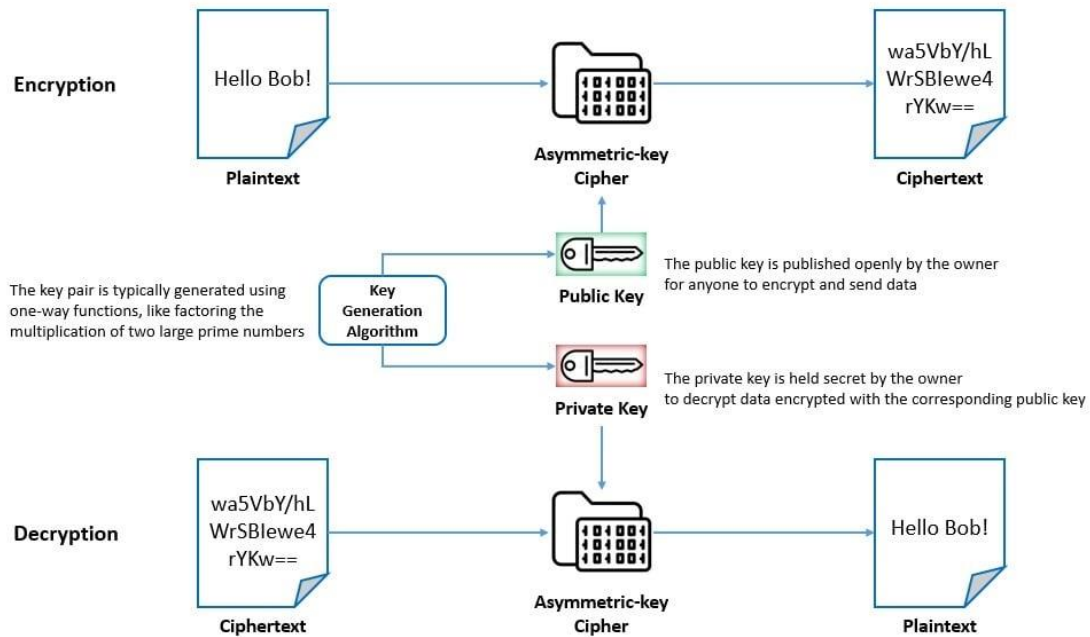 Encryption
Hello Bob!
Plaintext
Asymmetric-key
Cipher
wa5VbY/hL
WrSBIewe4
rYKw==
Ciphertext
The key pair is typically generated using
one-way functions, like factoring the
multiplication of two large prime numbers
Key
Generation
Algorithm
Public Key
The public key is published openly by the owner
for anyone to encrypt and send data
Private Key
The private key is held secret by the owner
to decrypt data encrypted with the corresponding public key
Decryption
wa5VbY/hL
WrSBIewe4
rYKw==
Ciphertext
Asymmetric-key
Cipher
Hello Bob!
Plaintext